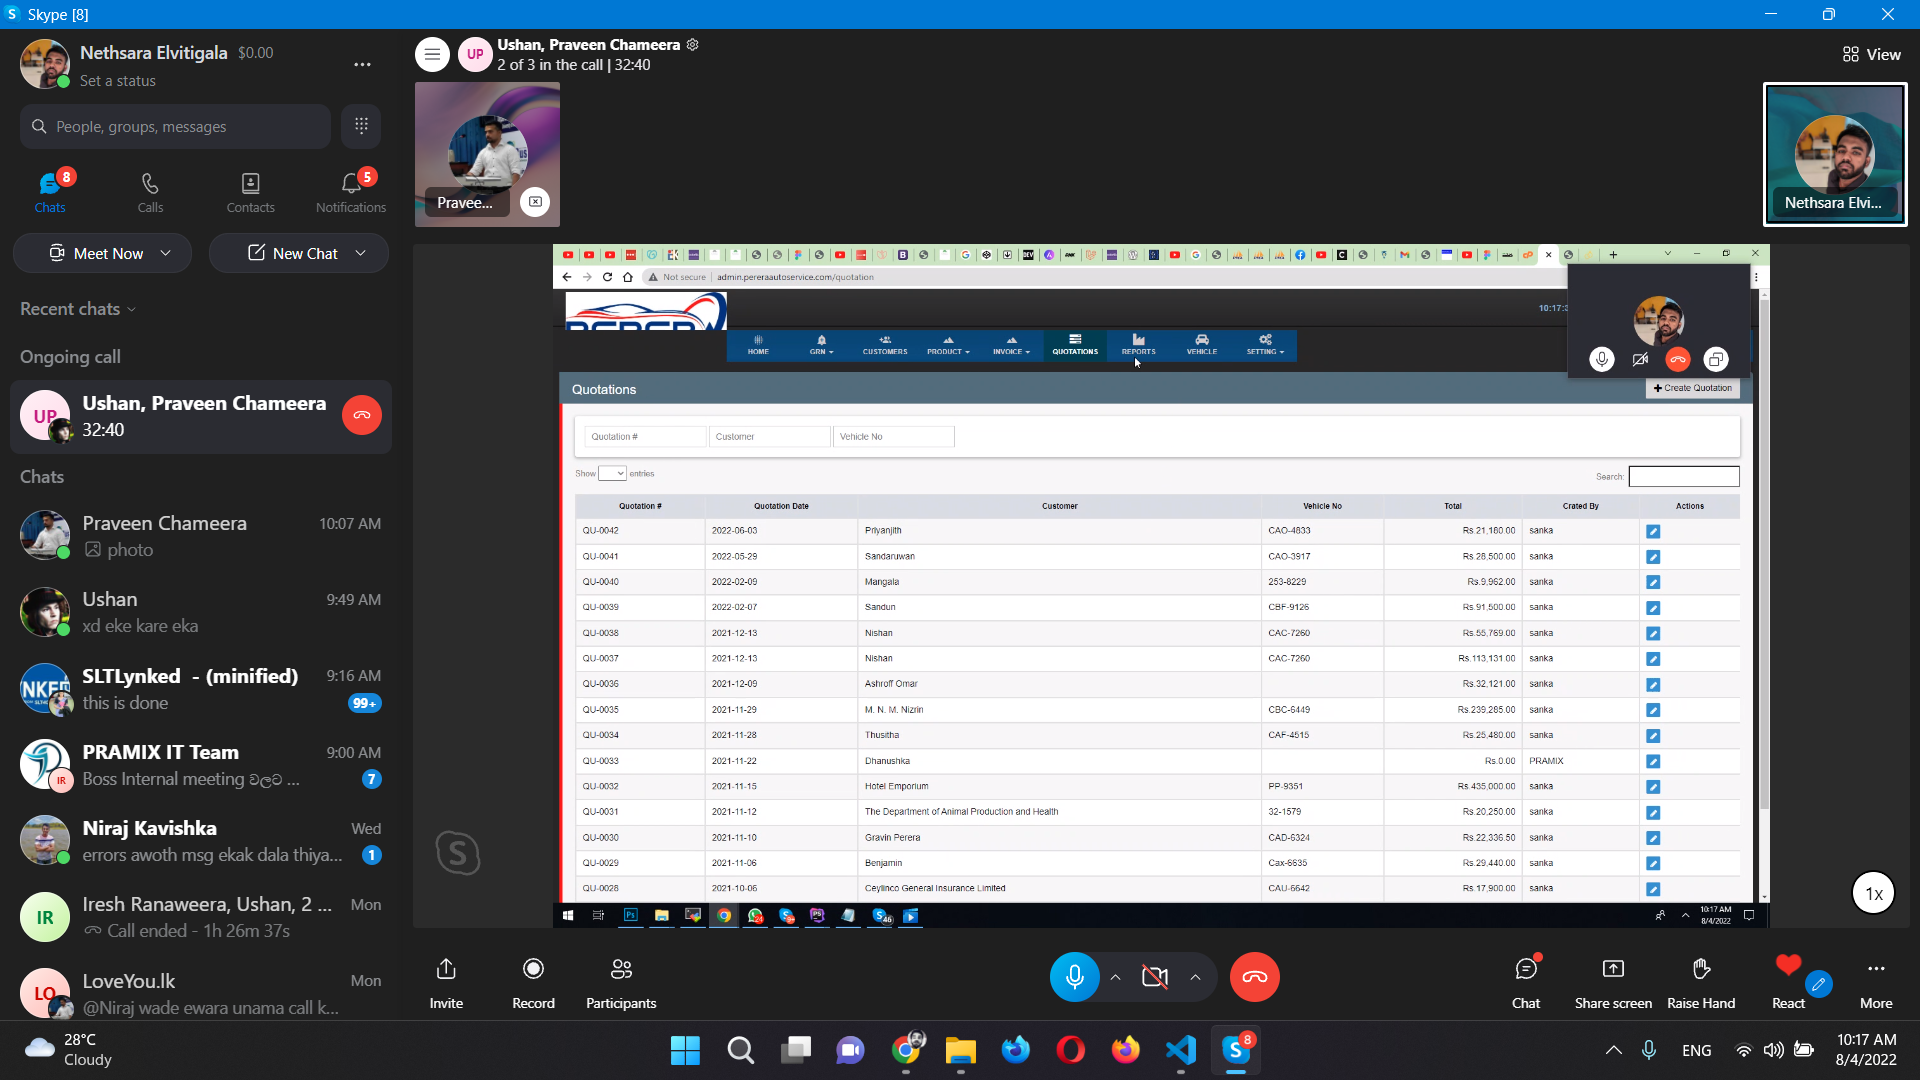 Skype [8]
Nethsara Elvitigala $0.00
Set a status
People, groups, messages
8
5
Chats
Calls
Contacts
Notifications
Meet Now
New Chat
Recent chats
Ongoing call
UP
Ushan, Praveen Chameera
32:40
Chats
Praveen Chameera 10:07 AM
photo
Ushan 9:49 AM
xd eke kare eka
SLTLynked - (minified) 9:16 AM
this is done 99+
PRAMIX IT Team 9:00 AM
IR
Boss Internal meeting වලට ... 7
Niraj Kavishka Wed
errors awoth msg ekak dala thiya... 1
IR
Iresh Ranaweera, Ushan, 2 ... Mon
Call ended - 1h 26m 37s
LO
LoveYou.lk Mon
@Niraj wade ewara unama call k...
UP
Ushan, Praveen Chameera
2 of 3 in the call | 32:40
View
Pravee...
Nethsara Elvi...
Not secure | admin.pereraautoservice.com/quotation
HOME
GRN
CUSTOMERS
PRODUCT
INVOICE
QUOTATIONS
REPORTS
VEHICLE
SETTING
Quotations
Create Quotation
Quotation #
Customer
Vehicle No
Show entries
Search:
Quotation # Quotation Date Customer Vehicle No Total Crated By Actions
QU-0042 2022-06-03 Priyanjith CAO-4833 Rs.21,180.00 sanka
QU-0041 2022-05-29 Sandaruwan CAO-3917 Rs.28,500.00 sanka
QU-0040 2022-02-09 Mangala 253-8229 Rs.9,962.00 sanka
QU-0039 2022-02-07 Sandun CBF-9126 Rs.91,500.00 sanka
QU-0038 2021-12-13 Nishan CAC-7260 Rs.55,769.00 sanka
QU-0037 2021-12-13 Nishan CAC-7260 Rs.113,131.00 sanka
QU-0036 2021-12-09 Ashroff Omar Rs.32,121.00 sanka
QU-0035 2021-11-29 M. N. M. Nizrin CBC-6449 Rs.239,285.00 sanka
QU-0034 2021-11-28 Thusitha CAF-4515 Rs.25,480.00 sanka
QU-0033 2021-11-22 Dhanushka Rs.0.00 PRAMIX
QU-0032 2021-11-15 Hotel Emporium PP-9351 Rs.435,000.00 sanka
QU-0031 2021-11-12 The Department of Animal Production and Health 32-1579 Rs.20,250.00 sanka
QU-0030 2021-11-10 Gravin Perera CAD-6324 Rs.22,336.50 sanka
QU-0029 2021-11-06 Benjamin Cax-6635 Rs.29,440.00 sanka
QU-0028 2021-10-06 Ceylinco General Insurance Limited CAU-6642 Rs.17,900.00 sanka
10:17 AM
8/4/2022
1x
Invite
Record
Participants
Chat
Share screen
Raise Hand
React
More
28°C
Cloudy
8
ENG
10:17 AM
8/4/2022